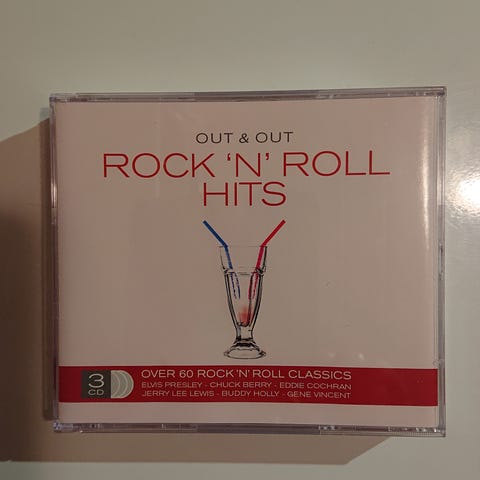 OUT & OUT
ROCK 'N' ROLL
HITS
3
CD
OVER 60 ROCK 'N' ROLL CLASSICS
ELVIS PRESLEY - CHUCK BERRY - EDDIE COCHRAN
JERRY LEE LEWIS - BUDDY HOLLY - GENE VINCENT